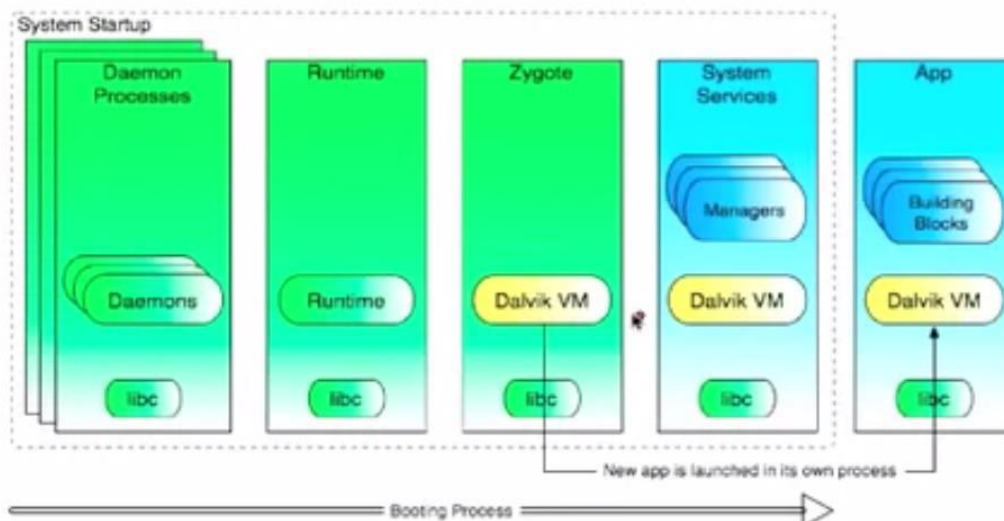 System Startup
Daemon
Processes
Daemons
libc
Runtime
Runtime
libc
Zygote
Dalvik VM
libc
System
Services
Managers
Dalvik VM
libc
App
Building
Blocks
Dalvik VM
libc
New app is launched in its own process
Booting Process